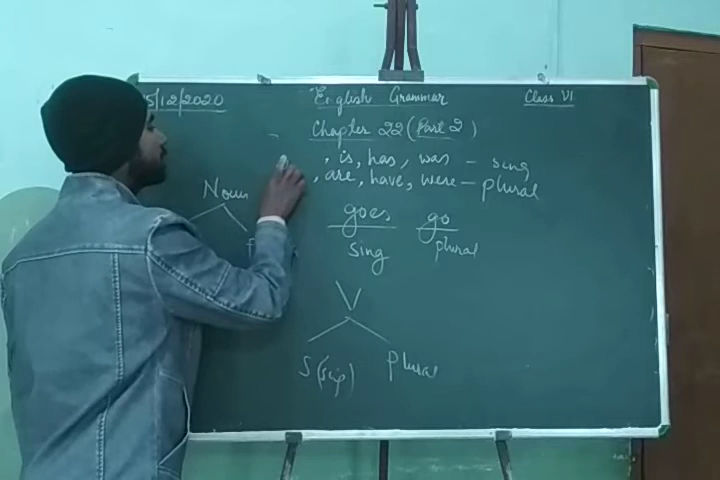 5/12/2020 English Grammar Class VI
Chapter 22 (Part 2)
, is, has, was - sing
, are, have, were - plural
Noun
goes go
sing plural
V
S (sing) Plural